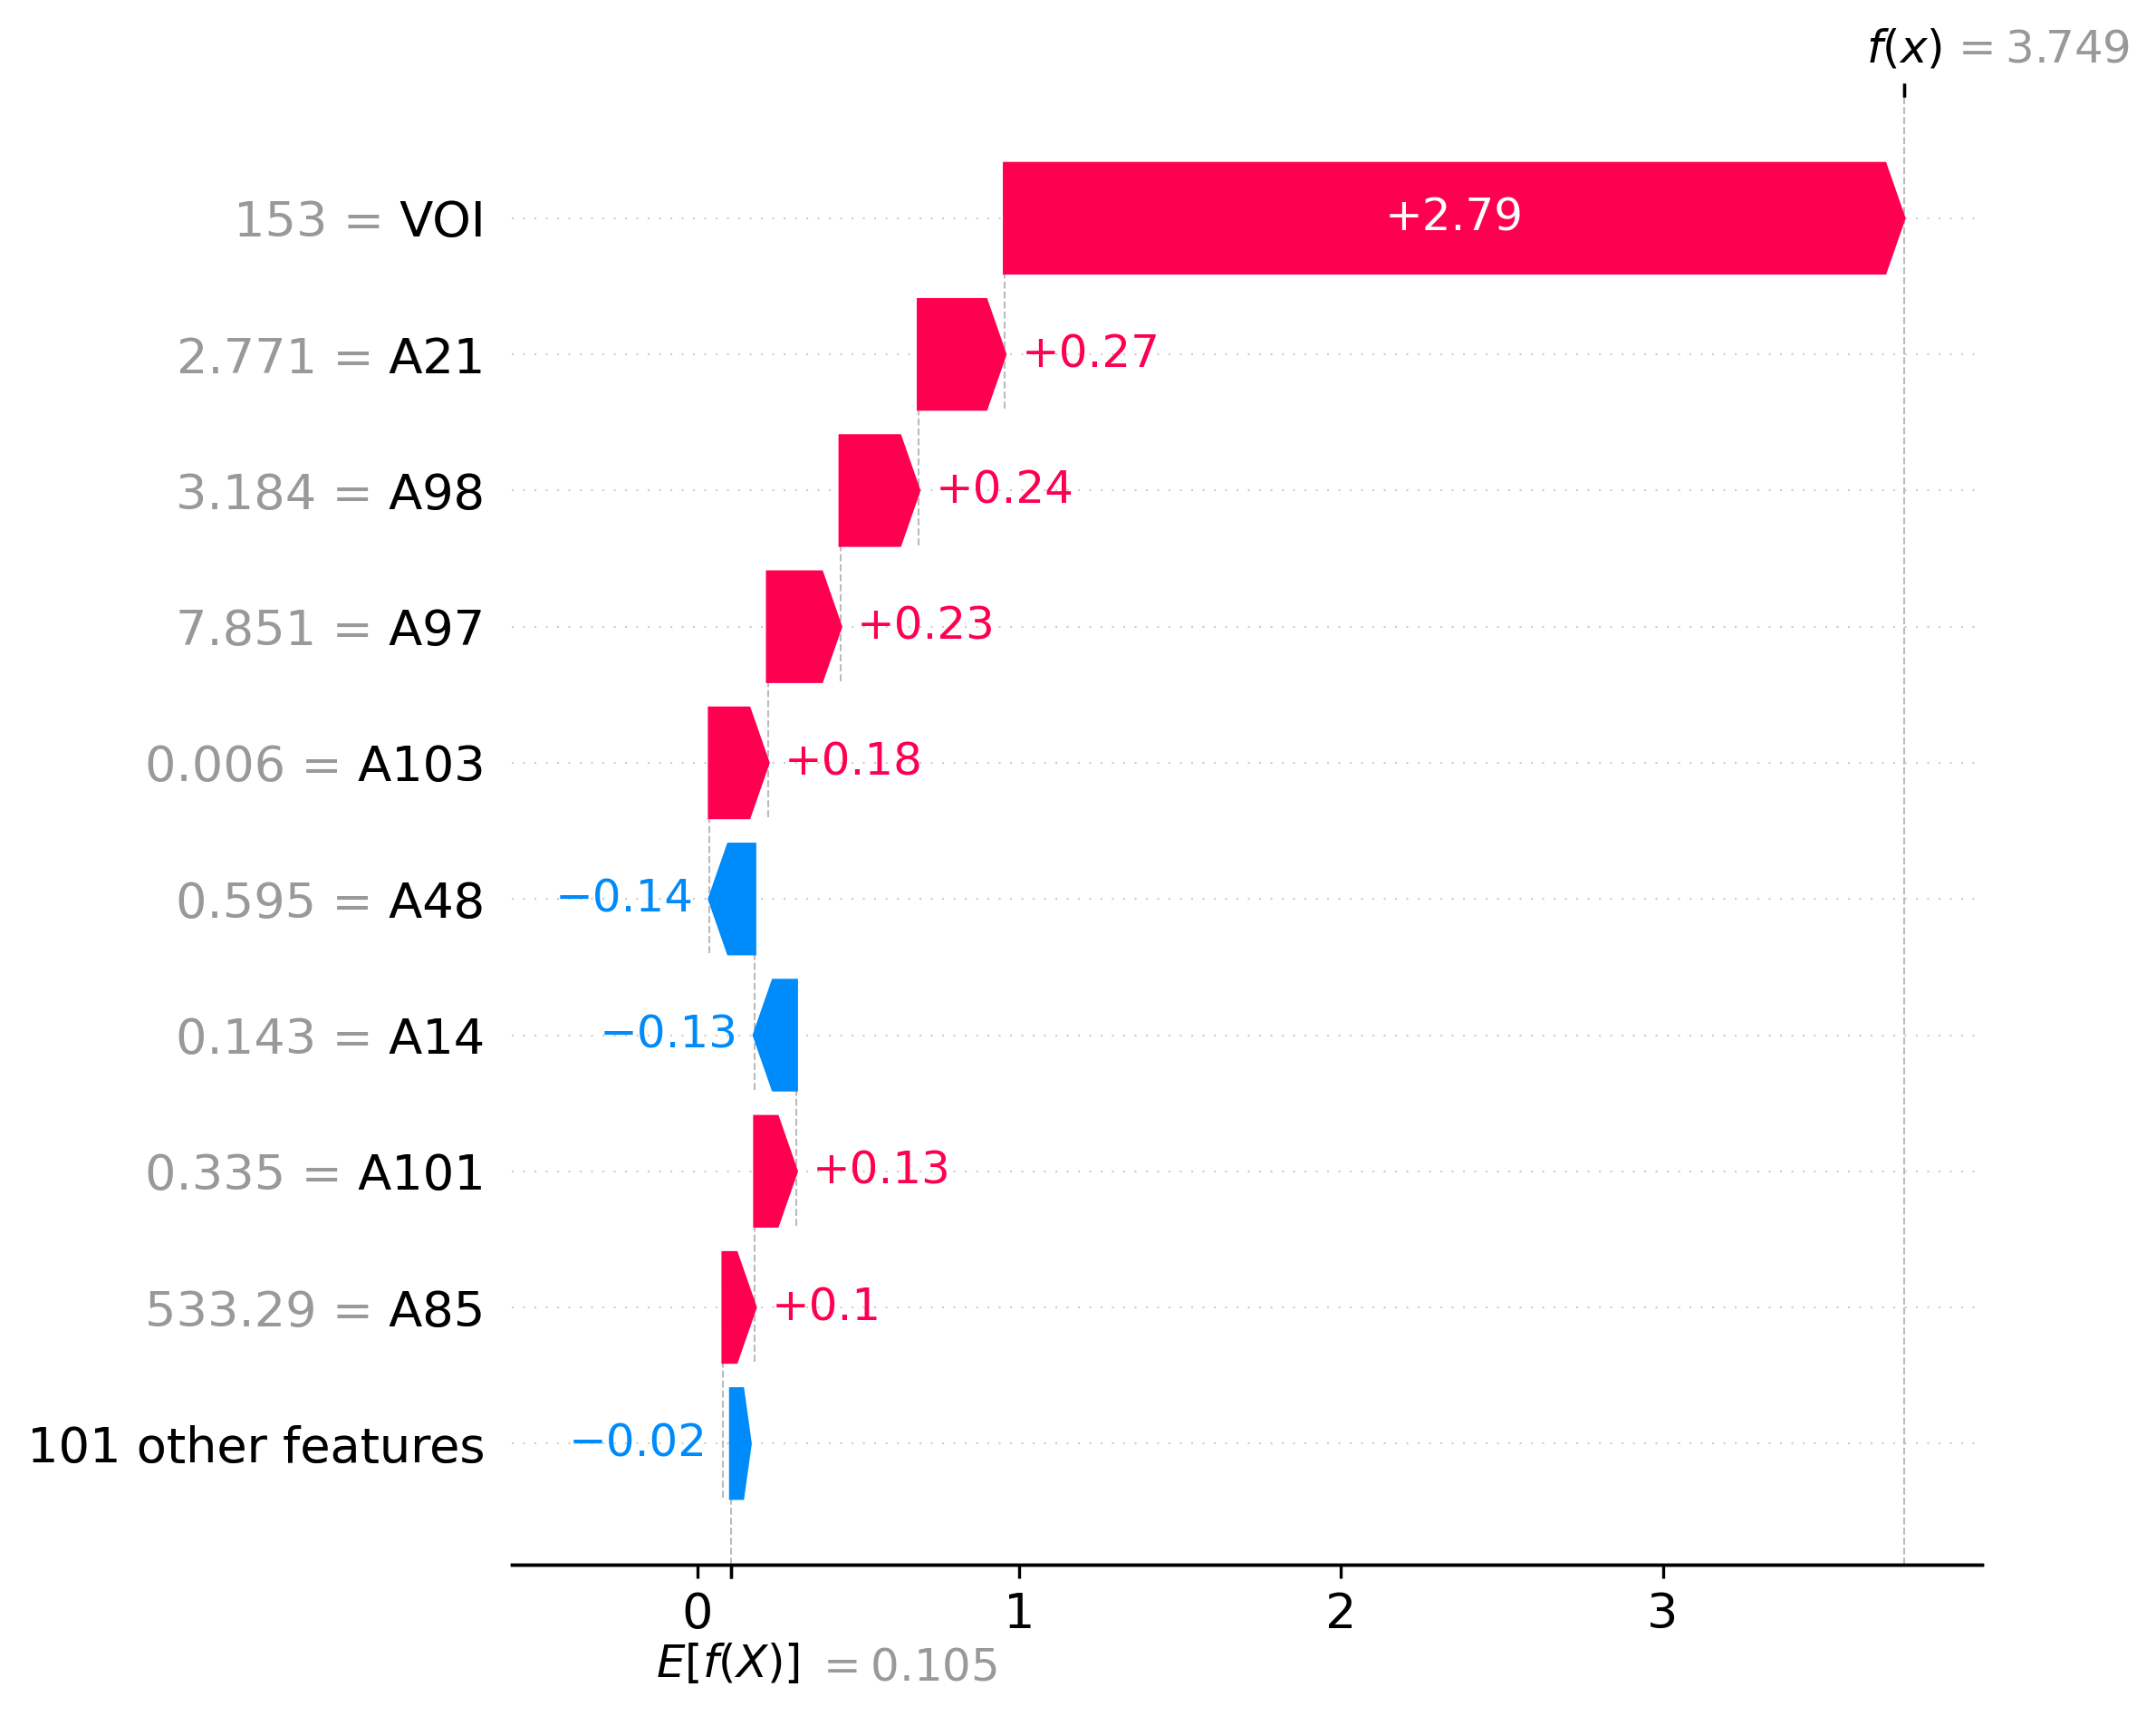 f(x) = 3.749
153 = VOI
+2.79
2.771 = A21
+0.27
3.184 = A98
+0.24
7.851 = A97
+0.23
0.006 = A103
+0.18
0.595 = A48
−0.14
0.143 = A14
−0.13
0.335 = A101
+0.13
533.29 = A85
+0.1
101 other features
−0.02
0 1 2 3
E[f(X)] = 0.105